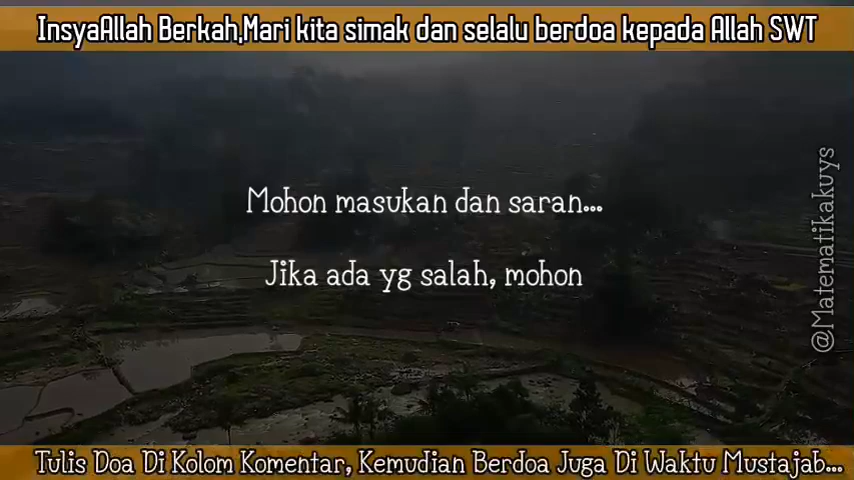 InsyaAllah Berkah,Mari kita simak dan selalu berdoa kepada Allah SWT
Mohon masukan dan saran...
Jika ada yg salah, mohon
@Matematikakuys
Tulis Doa Di Kolom Komentar, Kemudian Berdoa Juga Di Waktu Mustajab...